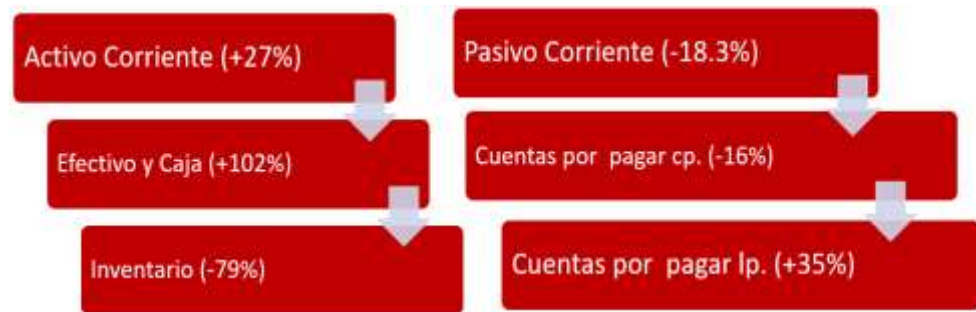 Activo Corriente (+27%)
Efectivo y Caja (+102%)
Inventario (-79%)
Pasivo Corriente (-18.3%)
Cuentas por pagar cp. (-16%)
Cuentas por pagar lp. (+35%)